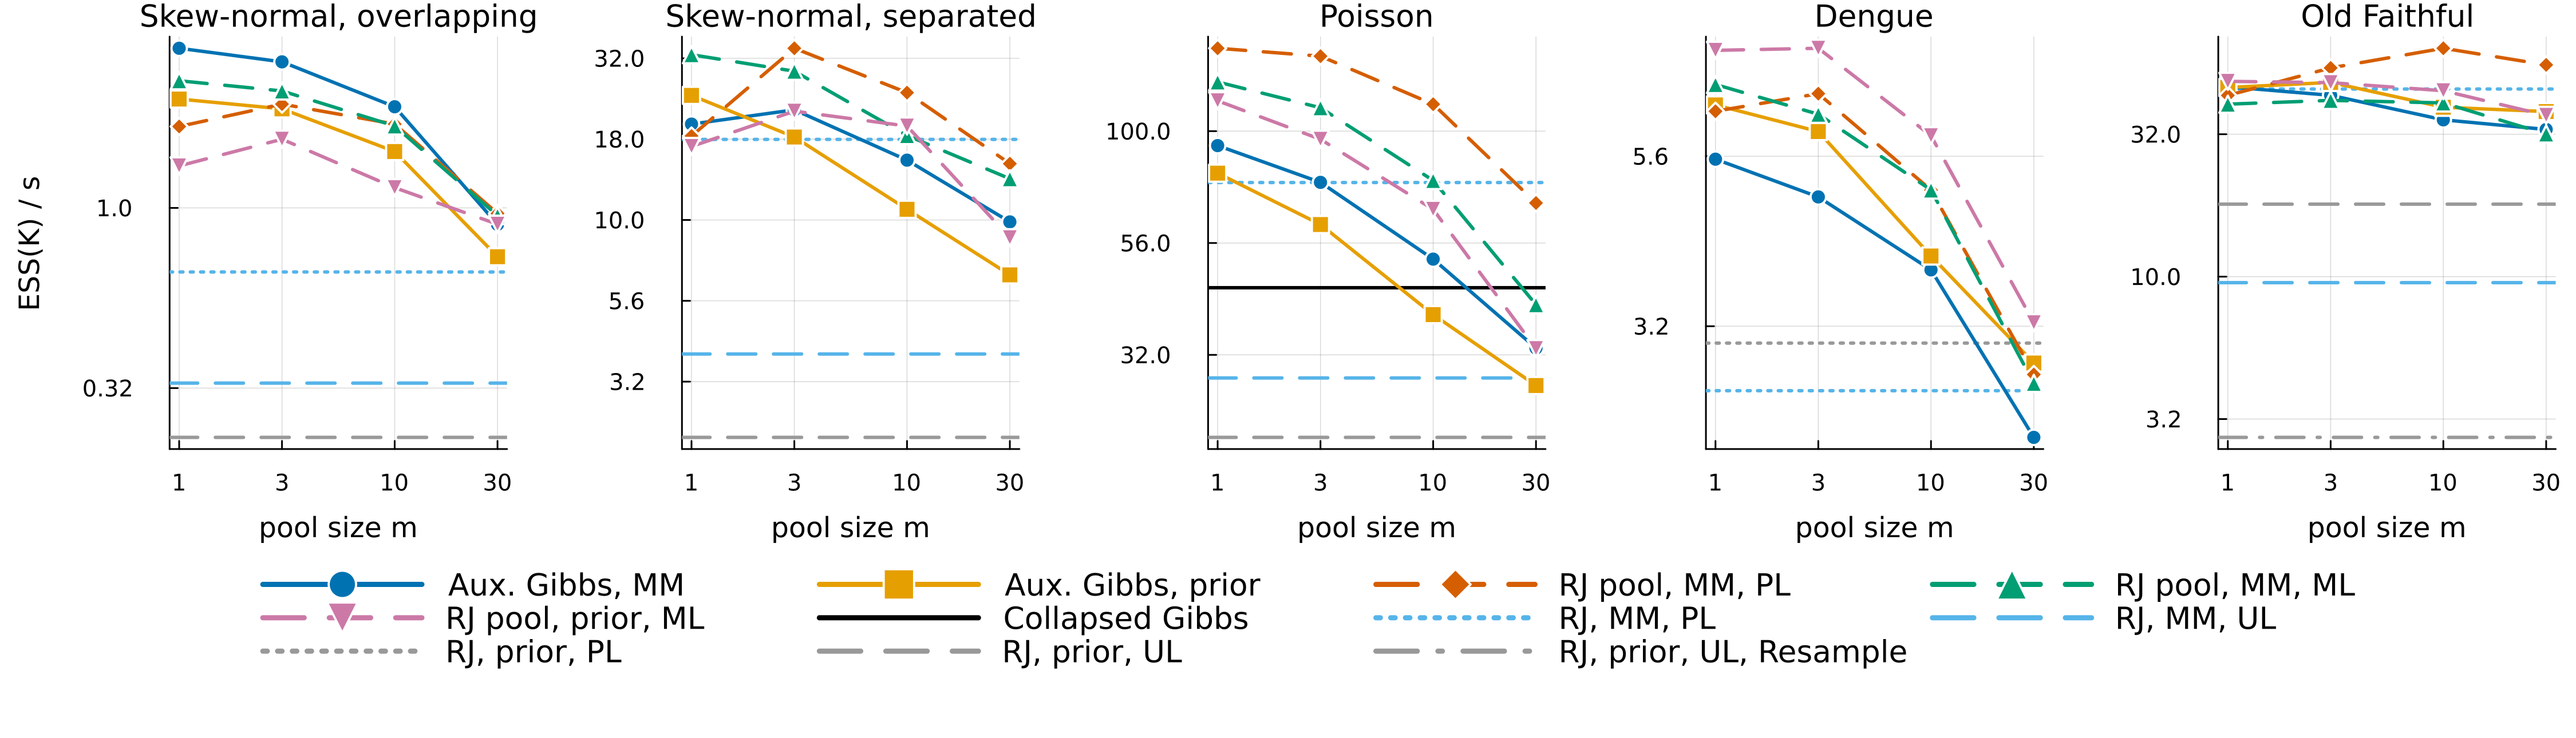 Skew-normal, overlapping
Skew-normal, separated
Poisson
Dengue
Old Faithful
ESS(K) / s
1.0
0.32
1 3 10 30
pool size m
32.0
18.0
10.0
5.6
3.2
1 3 10 30
pool size m
100.0
56.0
32.0
1 3 10 30
pool size m
5.6
3.2
1 3 10 30
pool size m
32.0
10.0
3.2
1 3 10 30
pool size m
Aux. Gibbs, MM
Aux. Gibbs, prior
RJ pool, MM, PL
RJ pool, MM, ML
RJ pool, prior, ML
Collapsed Gibbs
RJ, MM, PL
RJ, MM, UL
RJ, prior, PL
RJ, prior, UL
RJ, prior, UL, Resample